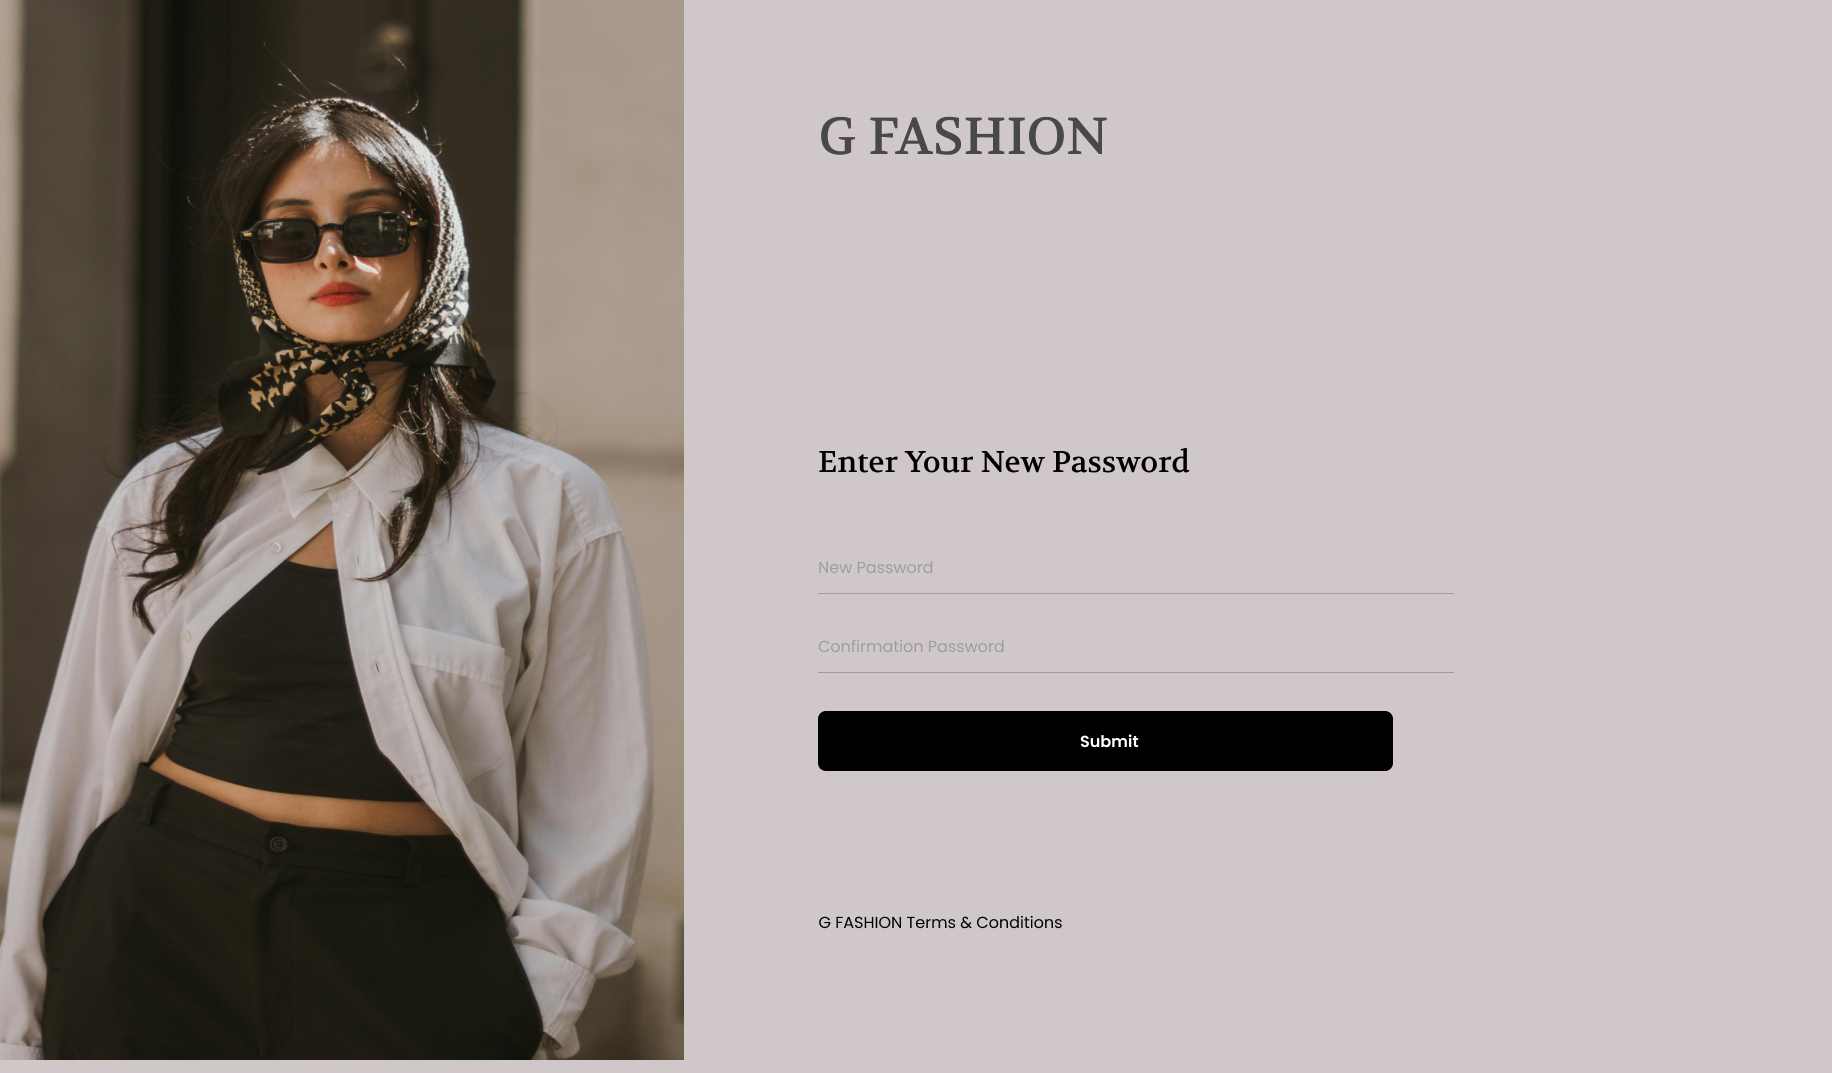 G FASHION
Enter Your New Password
New Password
Confirmation Password
Submit
G FASHION Terms & Conditions